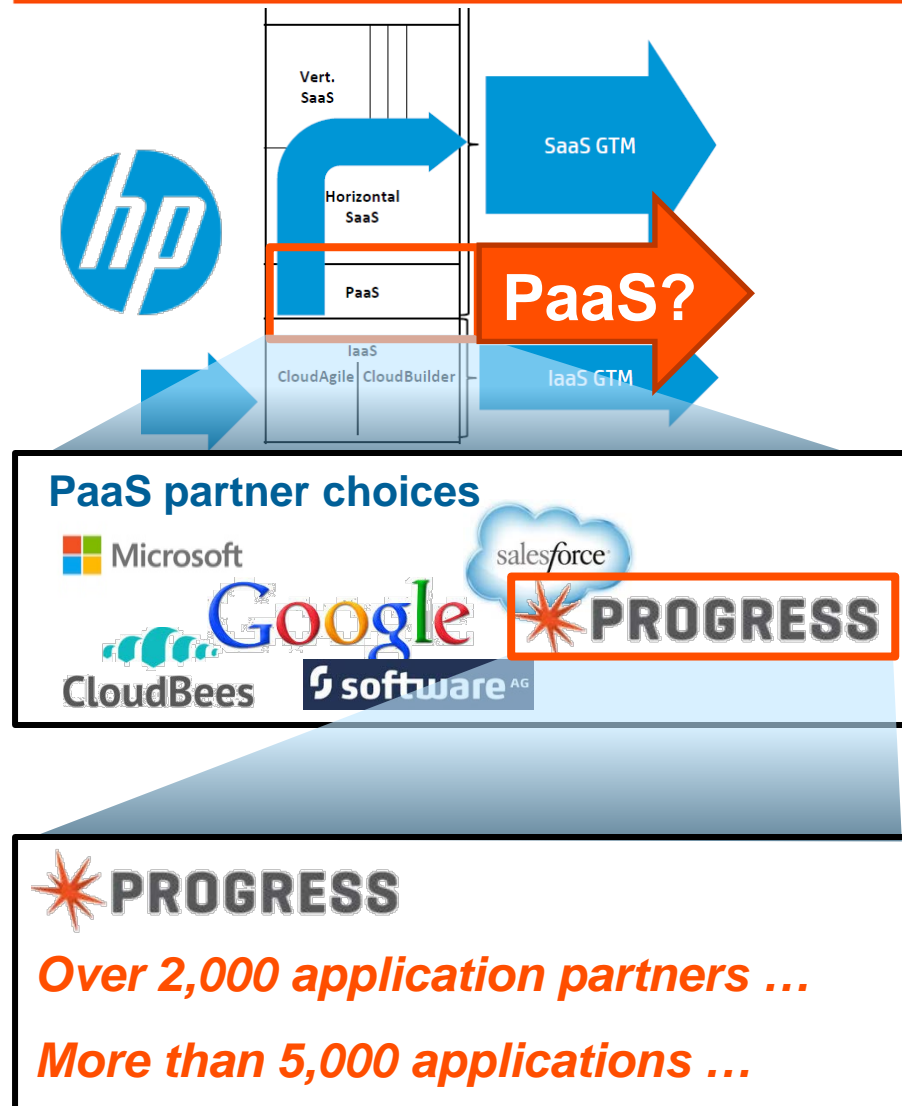 Vert.
SaaS
SaaS GTM
hp
Horizontal
SaaS
PaaS
PaaS?
IaaS
CloudAgile CloudBuilder
IaaS GTM
PaaS partner choices
Microsoft
salesforce
Google
PROGRESS
CloudBees
software AG
PROGRESS
Over 2,000 application partners …
More than 5,000 applications …